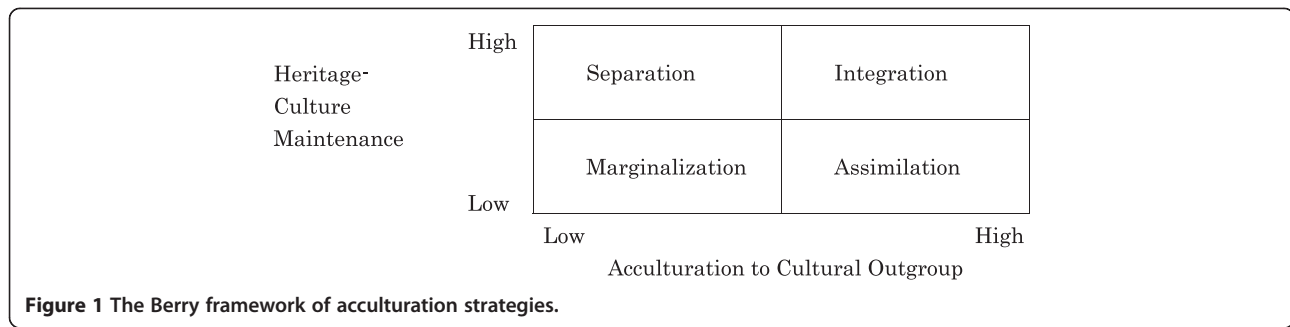 High
Heritage-
Culture
Maintenance
Separation Integration
Marginalization Assimilation
Low
Low High
Acculturation to Cultural Outgroup
Figure 1 The Berry framework of acculturation strategies.